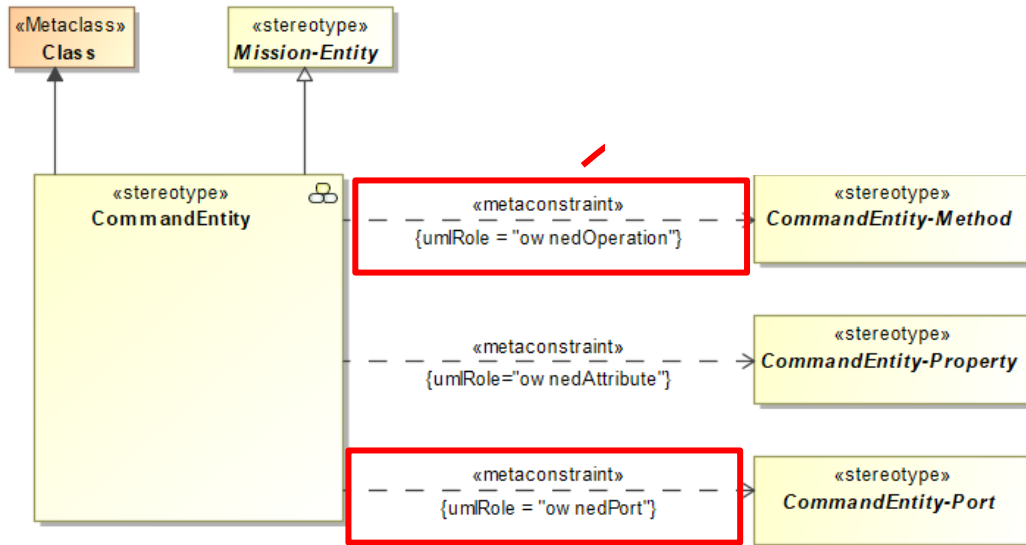 «Metaclass»
Class
«stereotype»
Mission-Entity
«stereotype»
CommandEntity
«metaconstraint»
{umlRole = "ow nedOperation"}
«stereotype»
CommandEntity-Method
«metaconstraint»
{umlRole="ow nedAttribute"}
«stereotype»
CommandEntity-Property
«metaconstraint»
{umlRole = "ow nedPort"}
«stereotype»
CommandEntity-Port